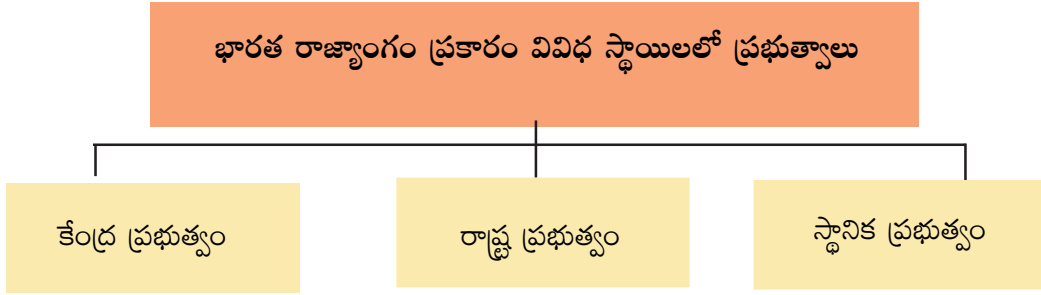 భారత రాజ్యాంగం ప్రకారం వివిధ స్థాయిలలో ప్రభుత్వాలు
కేంద్ర ప్రభుత్వం
రాష్ట్ర ప్రభుత్వం
స్థానిక ప్రభుత్వం